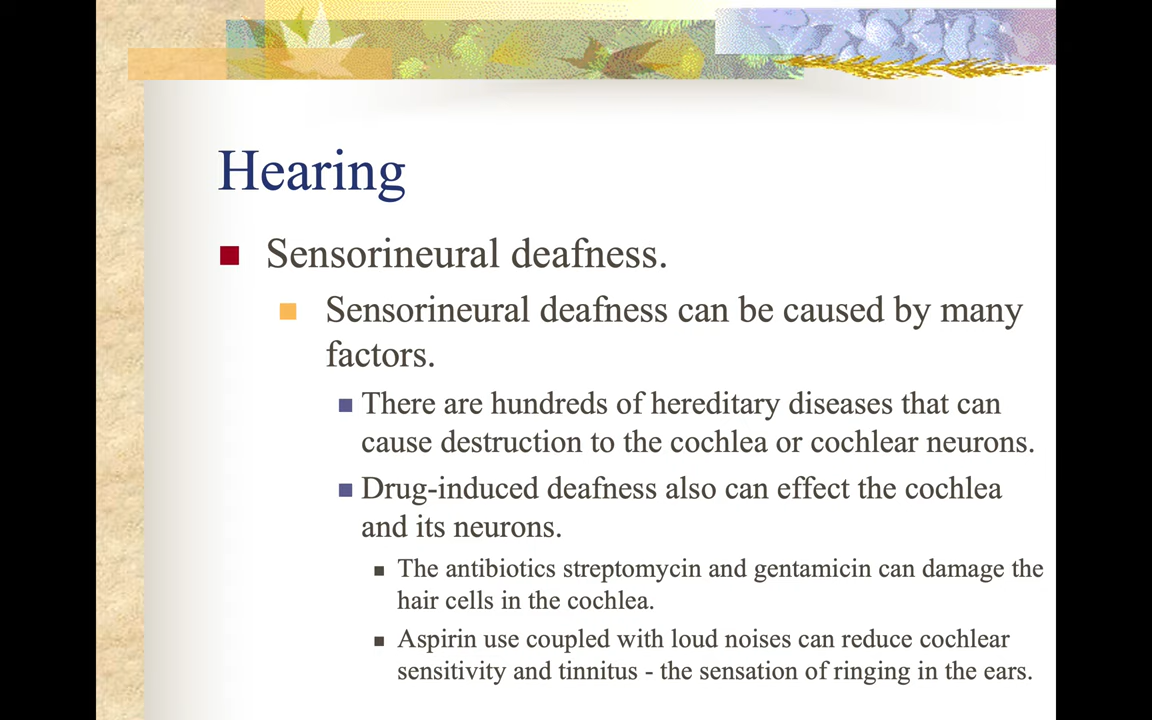 Hearing
Sensorineural deafness.
Sensorineural deafness can be caused by many
factors.
There are hundreds of hereditary diseases that can
cause destruction to the cochlea or cochlear neurons.
Drug-induced deafness also can effect the cochlea
and its neurons.
The antibiotics streptomycin and gentamicin can damage the
hair cells in the cochlea.
Aspirin use coupled with loud noises can reduce cochlear
sensitivity and tinnitus - the sensation of ringing in the ears.